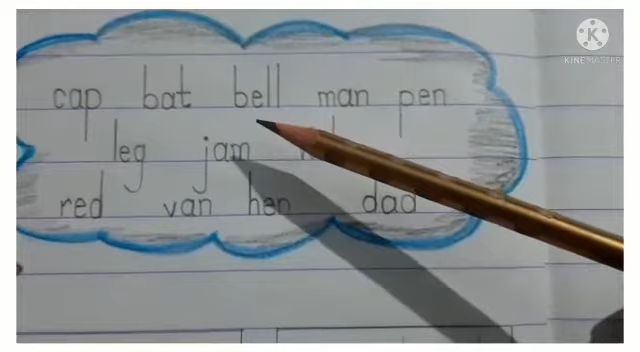 KINEMASTER
cap bat bell man pen
leg jam
red van hen dad